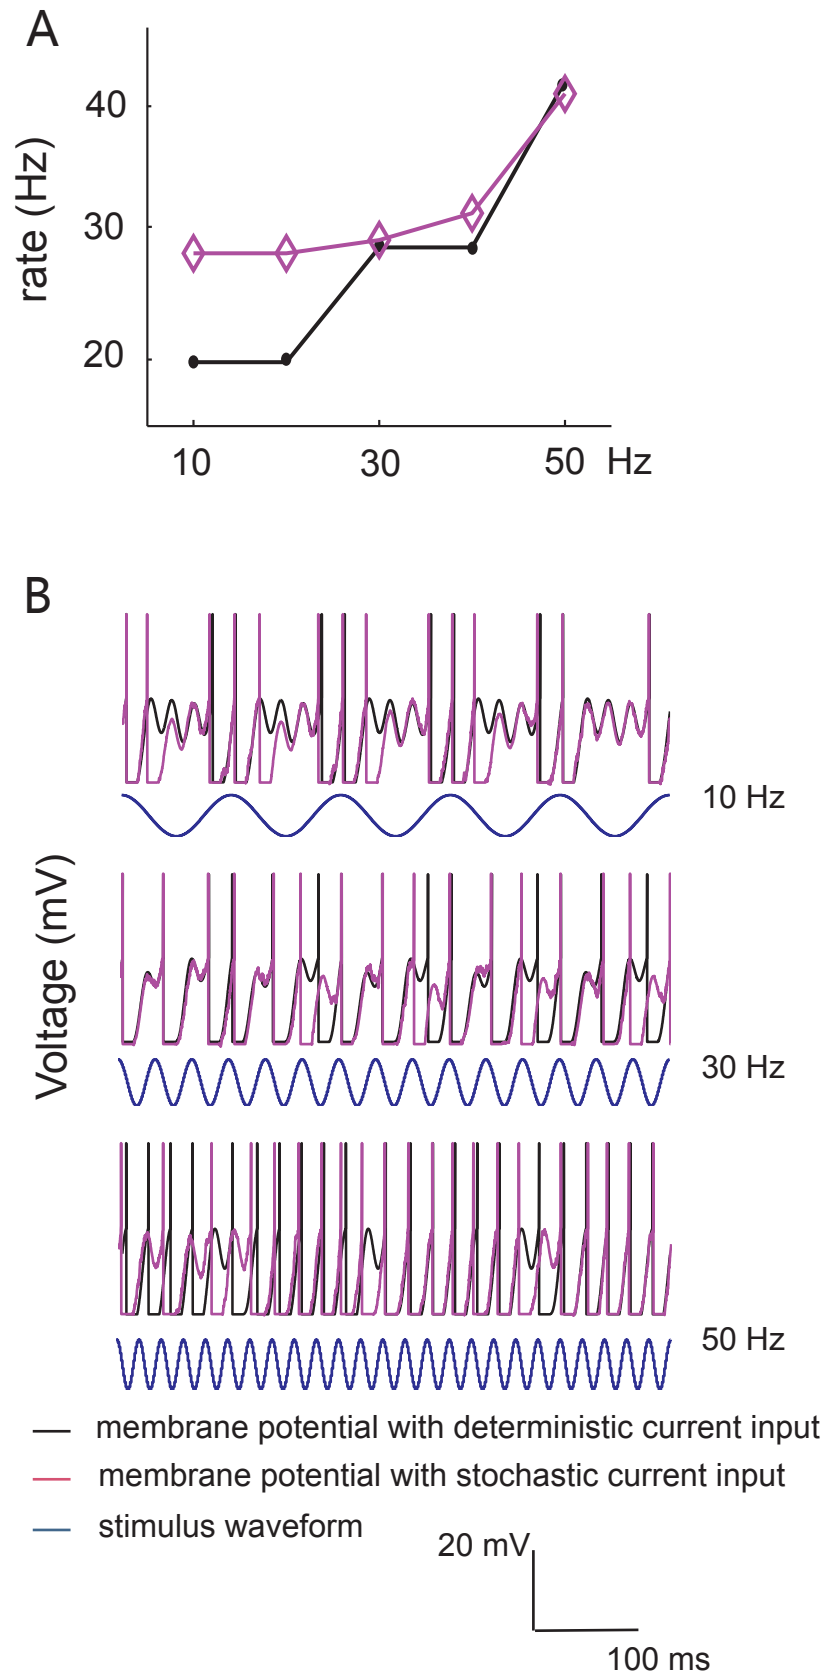 A
40
30
20
rate (Hz)
10 30 50 Hz
B
10 Hz
Voltage (mV)
30 Hz
50 Hz
membrane potential with deterministic current input
membrane potential with stochastic current input
stimulus waveform
20 mV
100 ms